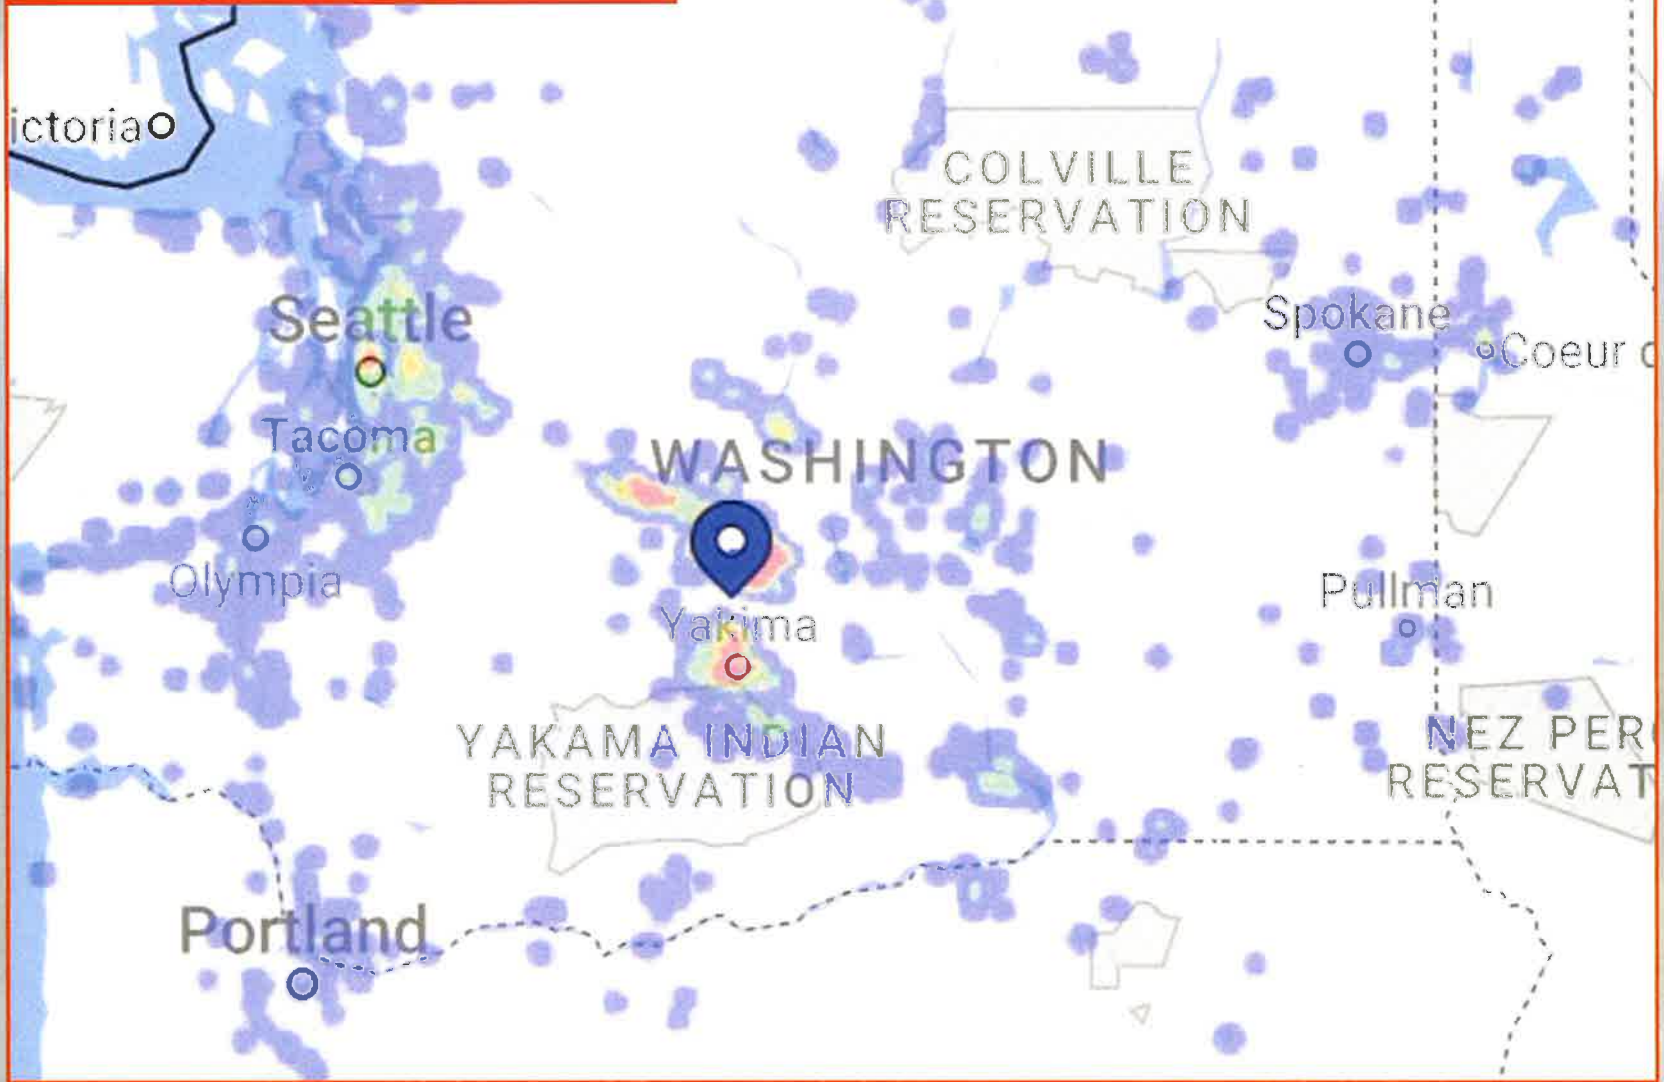 ictoria
COLVILLE
RESERVATION
Seattle
Spokane
Coeur d
Tacoma
WASHINGTON
Olympia
Pullman
Yakima
YAKAMA INDIAN
RESERVATION
NEZ PER
RESERVAT
Portland